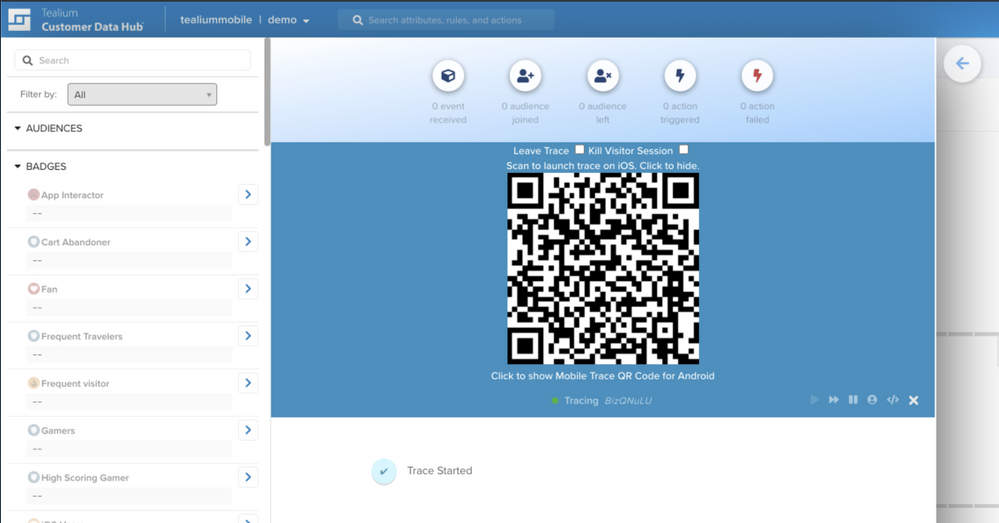 Tealium
Customer Data Hub
tealiummobile | demo
Search attributes, rules, and actions
Search
Filter by: All
AUDIENCES
BADGES
App Interactor
--
Cart Abandoner
--
Fan
--
Frequent Travelers
--
Frequent visitor
--
Gamers
--
High Scoring Gamer
--
0 event
received
0 audience
joined
0 audience
left
0 action
triggered
0 action
failed
Leave Trace Kill Visitor Session
Scan to launch trace on iOS. Click to hide.
Click to show Mobile Trace QR Code for Android
Tracing BizQNuLU
Trace Started